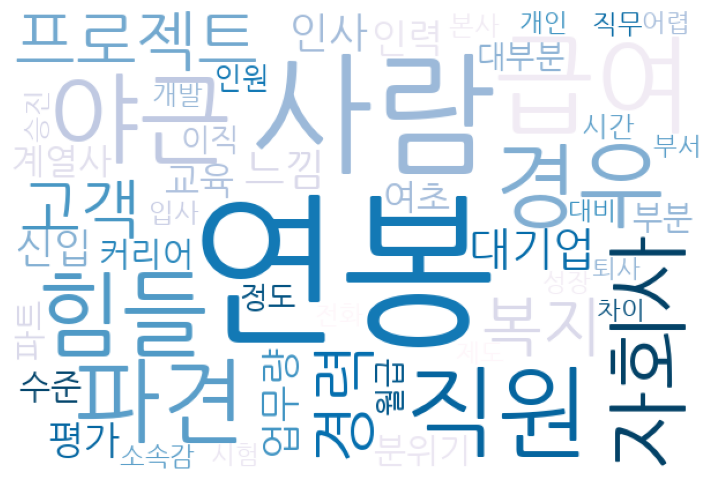 프로젝트
인사
인력
본사
개인
직무
어렵
대부분
급여
인원
야근
사람
개발
승진
이직
시간
부서
계열사
느낌
경우
교육
여초
고객
입사
대비
부분
신입
커리어
연봉
대기업
자회사
퇴사
성장
힘들
정도
복지
차이
파트
전화
제도
수준
파견
업무량
경력
월급
직원
평가
소속감
시험
분위기